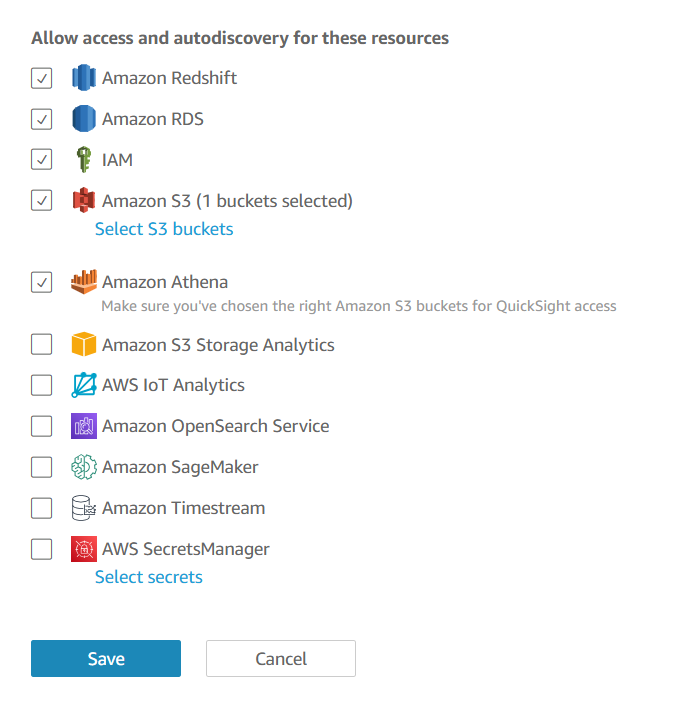 Allow access and autodiscovery for these resources
Amazon Redshift
Amazon RDS
IAM
Amazon S3 (1 buckets selected)
Select S3 buckets
Amazon Athena
Make sure you've chosen the right Amazon S3 buckets for QuickSight access
Amazon S3 Storage Analytics
AWS IoT Analytics
Amazon OpenSearch Service
Amazon SageMaker
Amazon Timestream
AWS SecretsManager
Select secrets
Save
Cancel